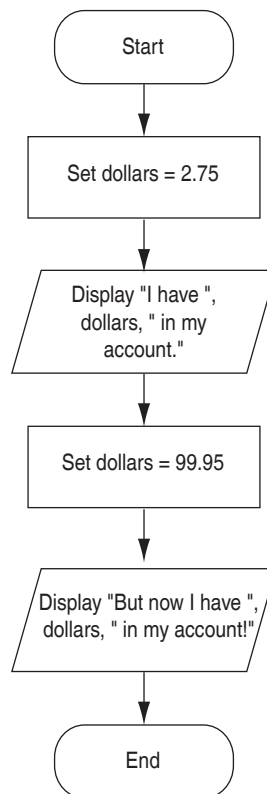 Start
Set dollars = 2.75
Display "I have ",
dollars, " in my
account."
Set dollars = 99.95
Display "But now I have ",
dollars, " in my account!"
End